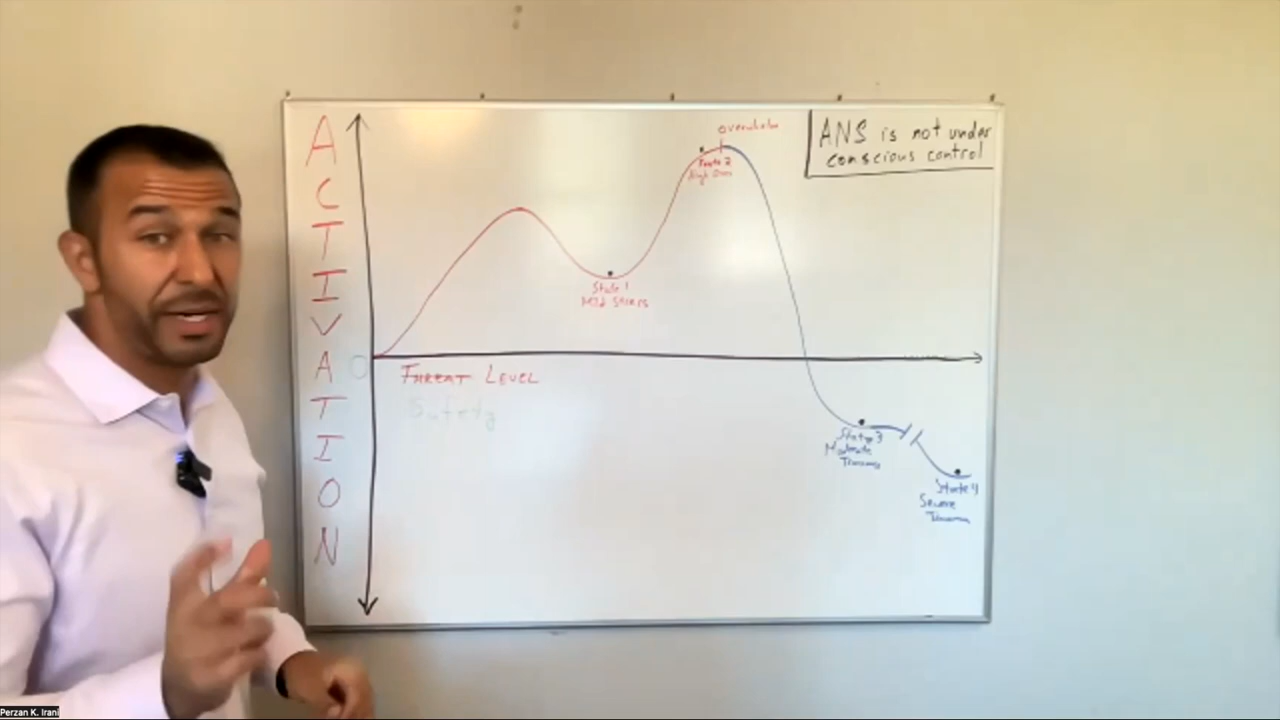 ACTIVATION
overwhelm
ANS is not under
conscious control
State 2
High Stress
State 1
Mild Stress
O
THREAT LEVEL
Safety
State 3
Moderate
Trauma
State 4
Severe
Trauma
Perzan K. Irani